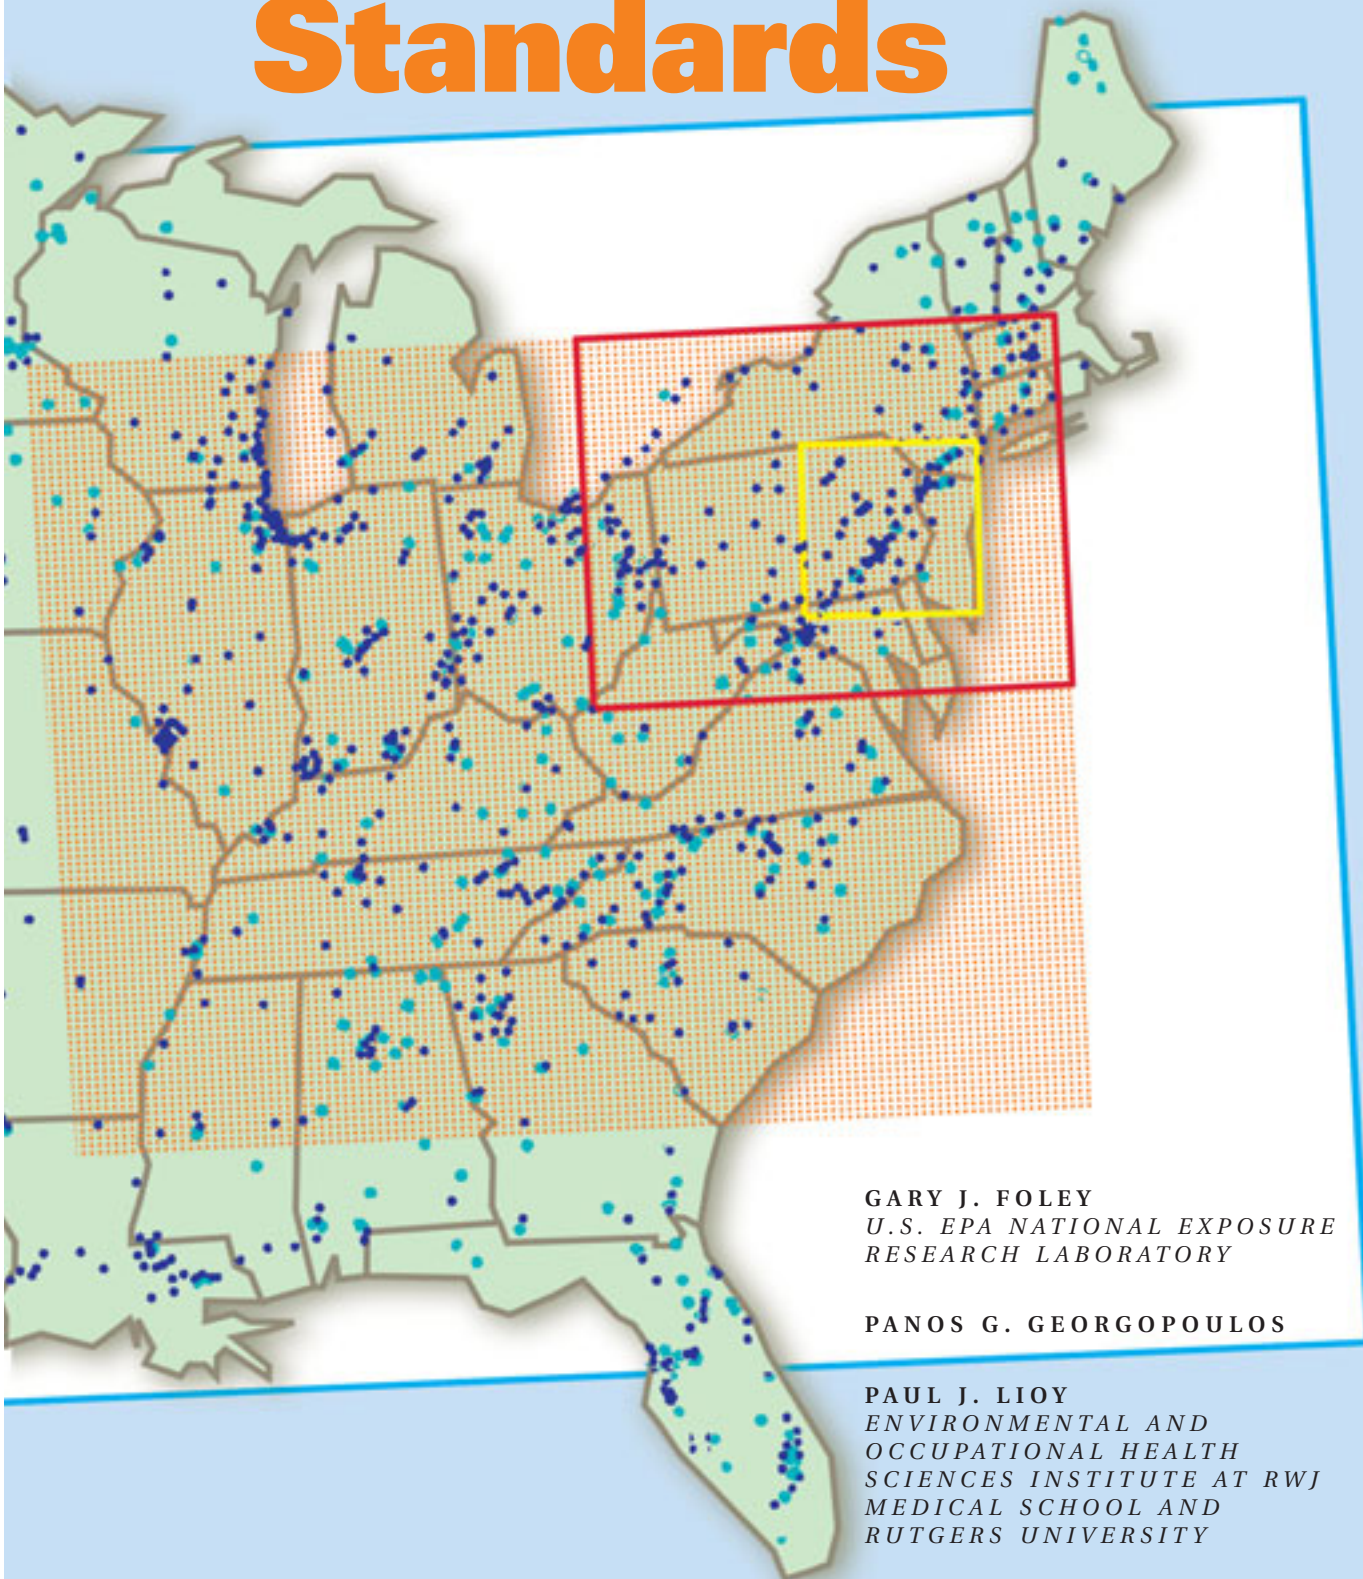 Standards
GARY J. FOLEY
U.S. EPA NATIONAL EXPOSURE
RESEARCH LABORATORY
PANOS G. GEORGOPOULOS
PAUL J. LIOY
ENVIRONMENTAL AND
OCCUPATIONAL HEALTH
SCIENCES INSTITUTE AT RWJ
MEDICAL SCHOOL AND
RUTGERS UNIVERSITY